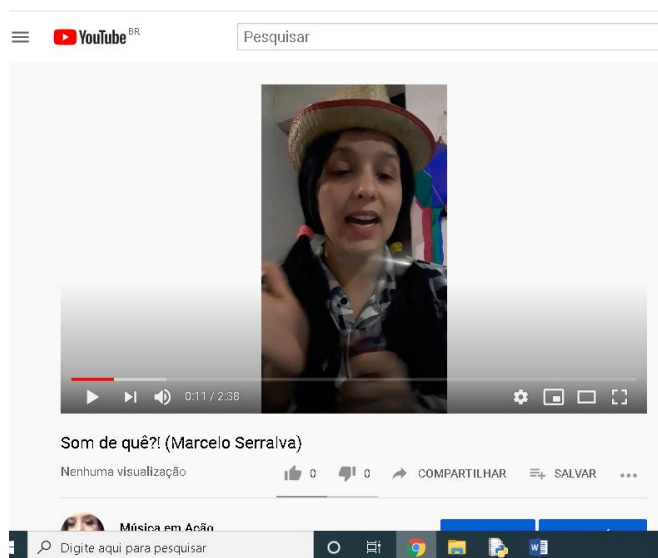 YouTube BR
Pesquisar
0:11 / 2:38
Som de quê?! (Marcelo Serralva)
Nenhuma visualização
0 0 COMPARTILHAR SALVAR
Música em Ação
Digite aqui para pesquisar
W